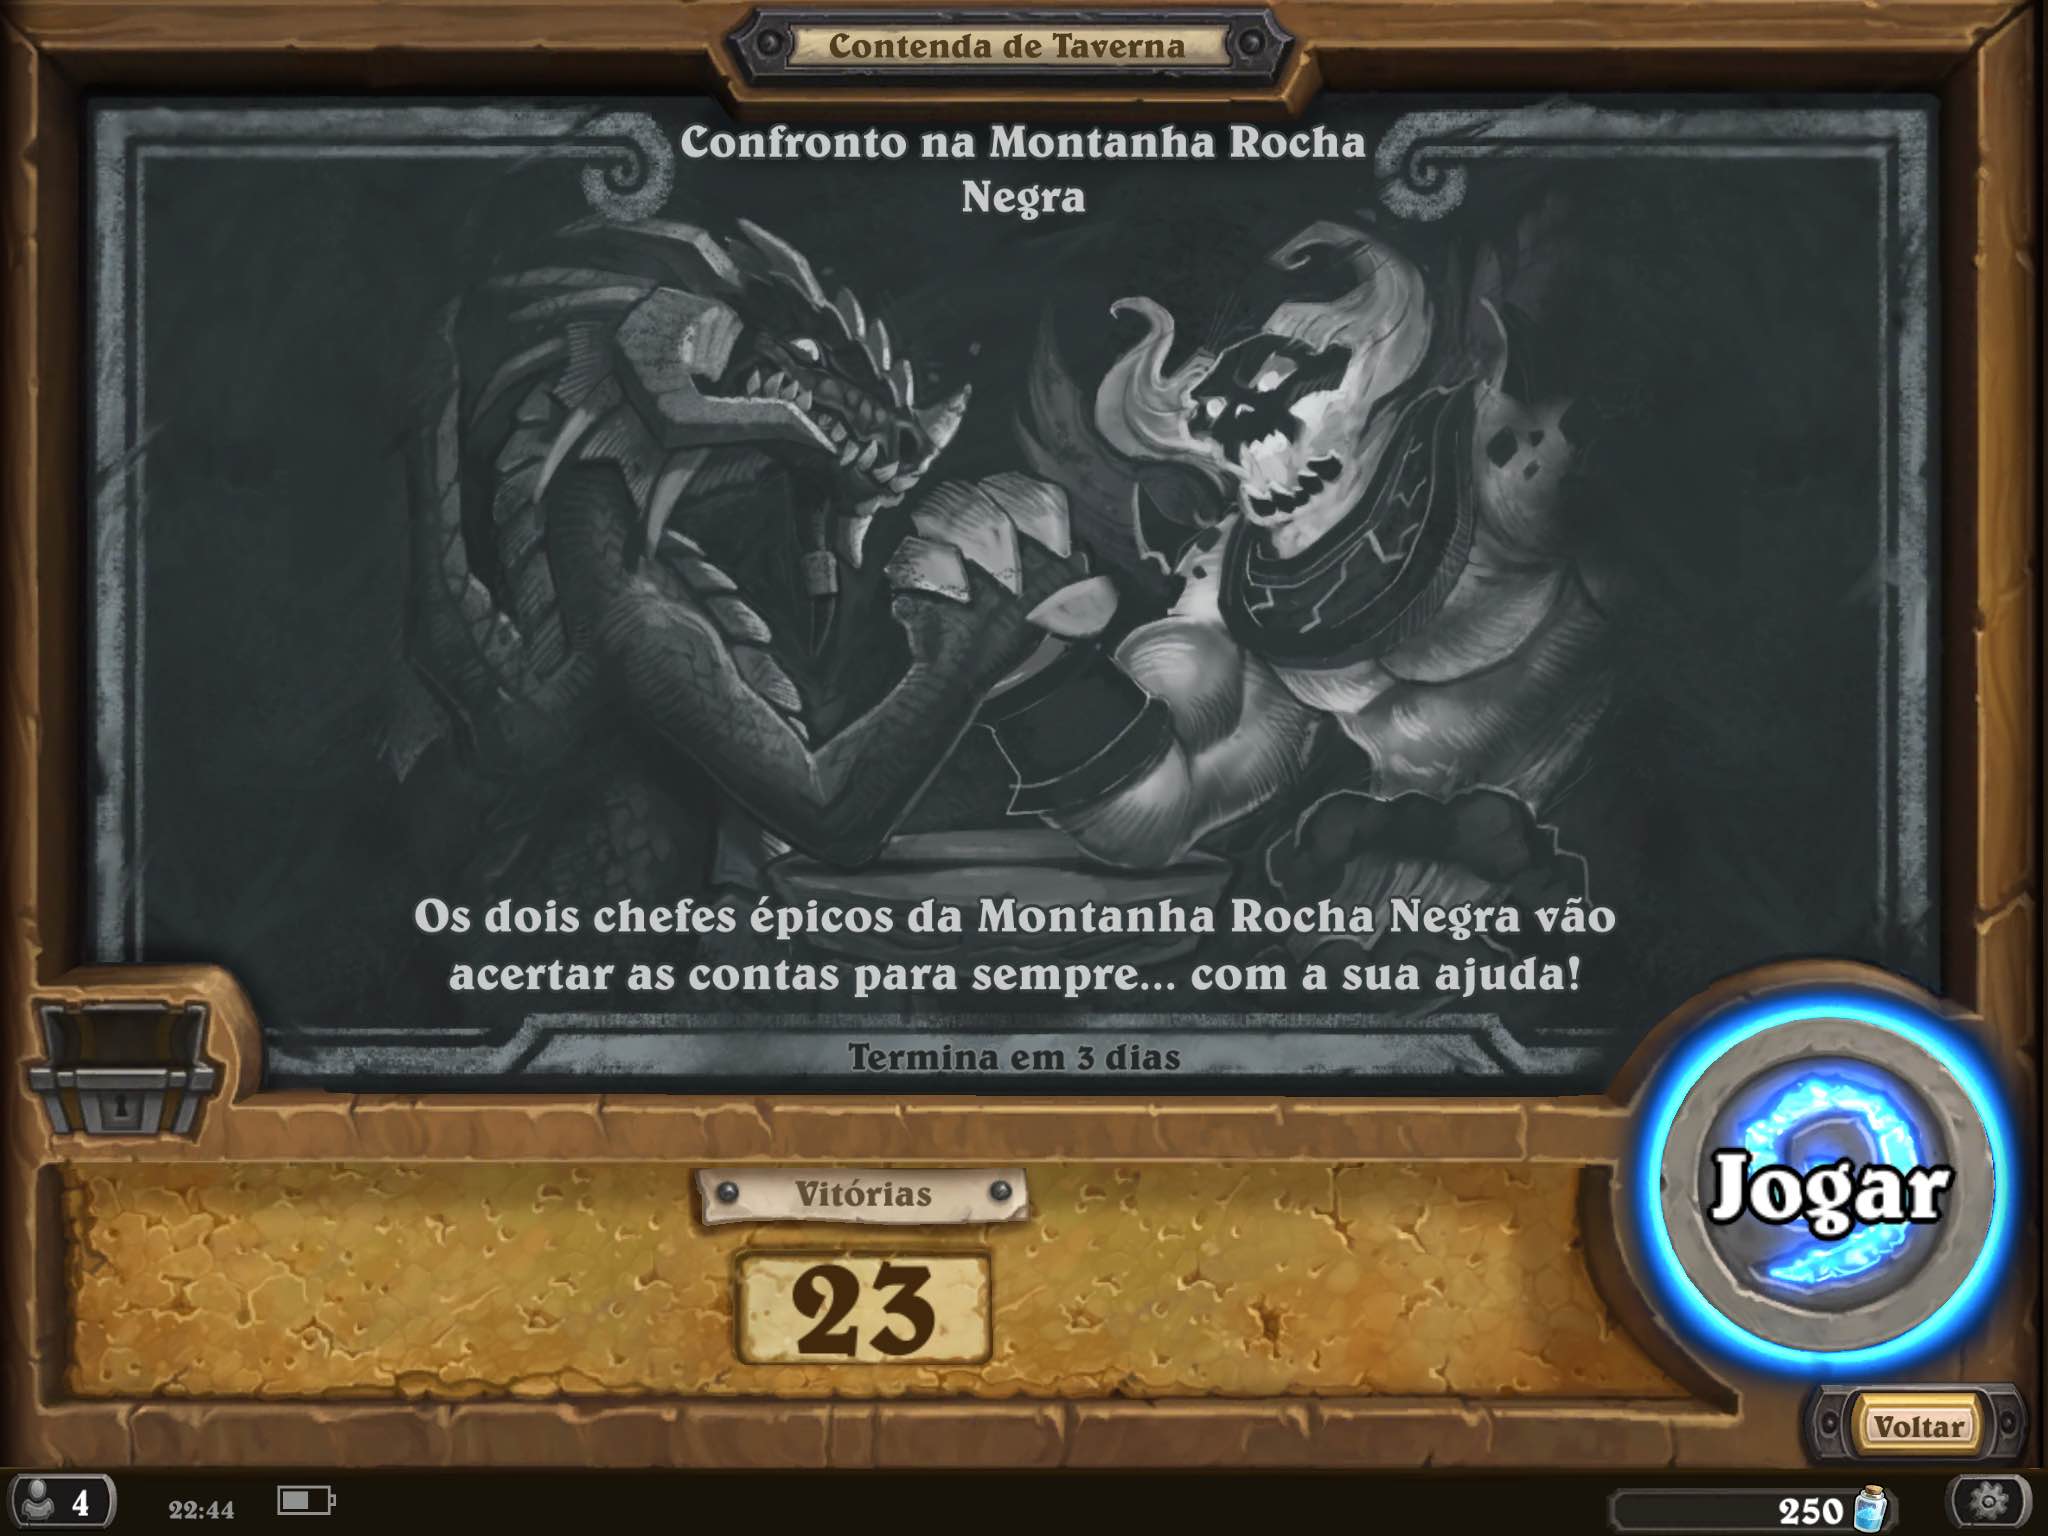 Contenda de Taverna
Confronto na Montanha Rocha
Negra
Os dois chefes épicos da Montanha Rocha Negra vão
acertar as contas para sempre... com a sua ajuda!
Termina em 3 dias
Vitórias
23
Jogar
Voltar
4
22:44
250